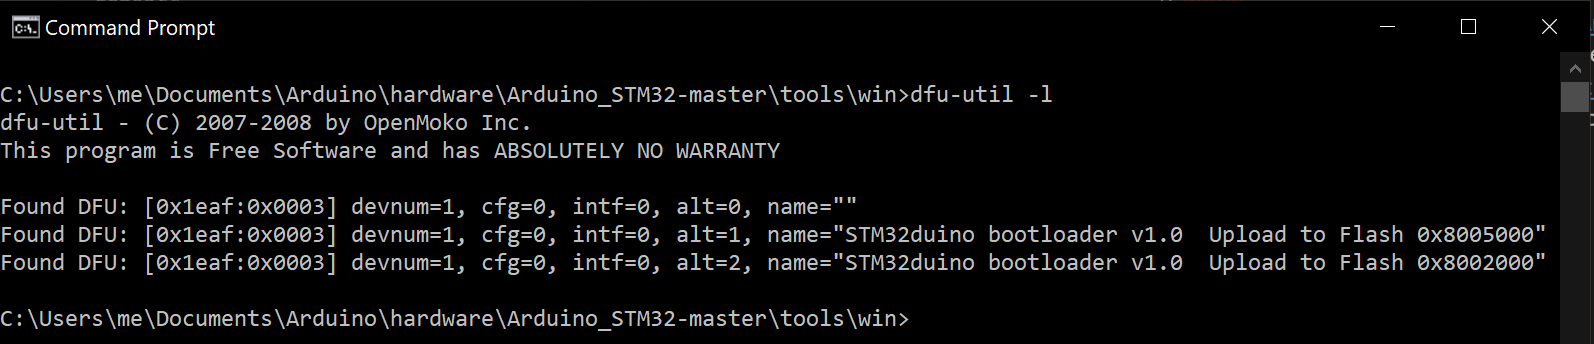 Command Prompt
C:\Users\me\Documents\Arduino\hardware\Arduino_STM32-master\tools\win>dfu-util -l
dfu-util - (C) 2007-2008 by OpenMoko Inc.
This program is Free Software and has ABSOLUTELY NO WARRANTY
Found DFU: [0x1eaf:0x0003] devnum=1, cfg=0, intf=0, alt=0, name=""
Found DFU: [0x1eaf:0x0003] devnum=1, cfg=0, intf=0, alt=1, name="STM32duino bootloader v1.0  Upload to Flash 0x8005000"
Found DFU: [0x1eaf:0x0003] devnum=1, cfg=0, intf=0, alt=2, name="STM32duino bootloader v1.0  Upload to Flash 0x8002000"
C:\Users\me\Documents\Arduino\hardware\Arduino_STM32-master\tools\win>